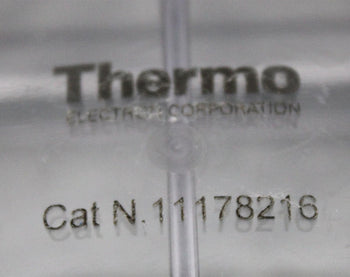 Thermo
ELECTRON CORPORATION
Cat N.11178216